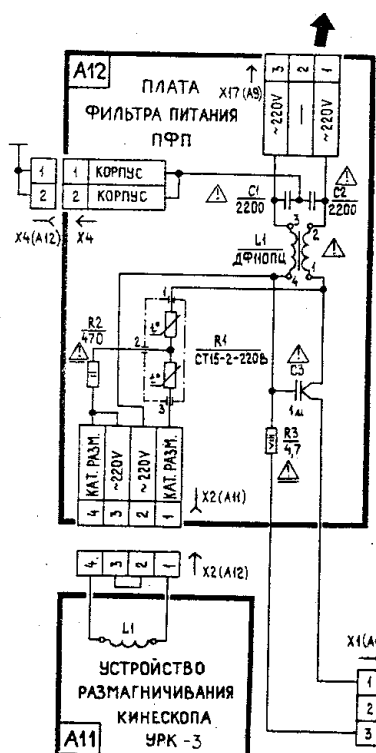 A12
ПЛАТА
ФИЛЬТРА ПИТАНИЯ
ПФП
X17(A9)
3 2 1
~220V — ~220V
1 1 КОРПУС
2 2 КОРПУС
X4(A12) X4
C1
2200
C2
2200
3 2
L1
ДФ110ПЦ
4 1
R2
470
1
t°
2
t°
3
R1
СТ15-2-220В
C3
1м
R3
4,7
КАТ. РАЗМ. ~220V ~220V КАТ. РАЗМ.
4 3 2 1
X2(A11)
4 3 2 1
X2(A12)
L1
УСТРОЙСТВО
РАЗМАГНИЧИВАНИЯ
КИНЕСКОПА
УРК-3
A11
1
2
3